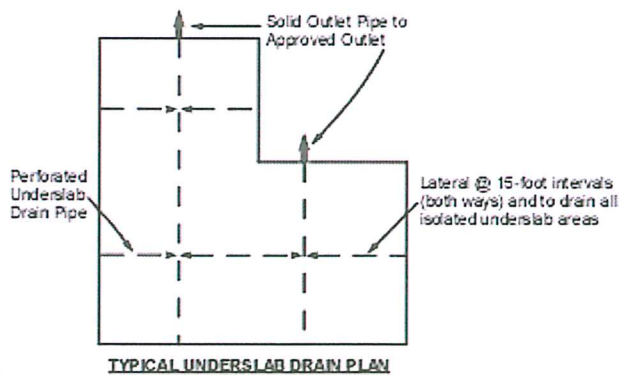 Solid Outlet Pipe to
Approved Outlet
Perforated
Underslab
Drain Pipe
Lateral @ 15-foot intervals
(both ways) and to drain all
isolated underslab areas
TYPICAL UNDERSLAB DRAIN PLAN